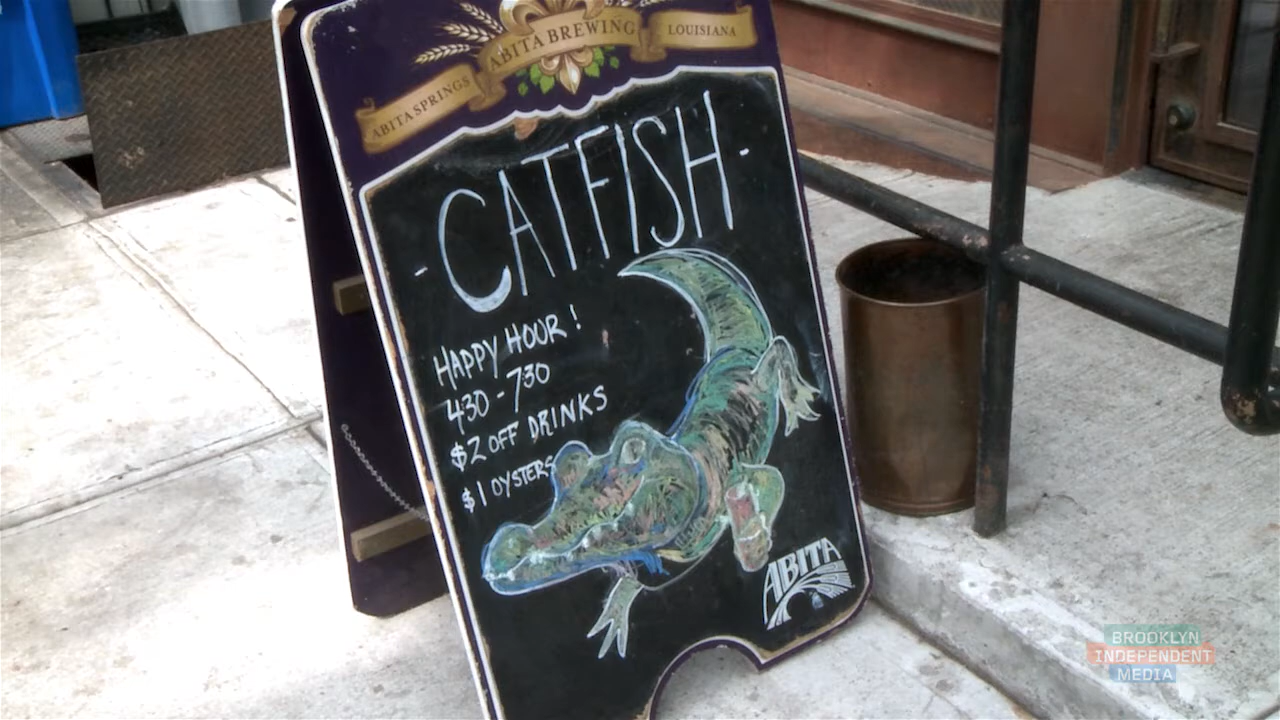 ABITA BREWING
ABITA SPRINGS LOUISIANA
- CATFISH -
HAPPY HOUR!
430 - 730
$2 OFF DRINKS
$1 OYSTERS
ABITA
BROOKLYN
INDEPENDENT
MEDIA